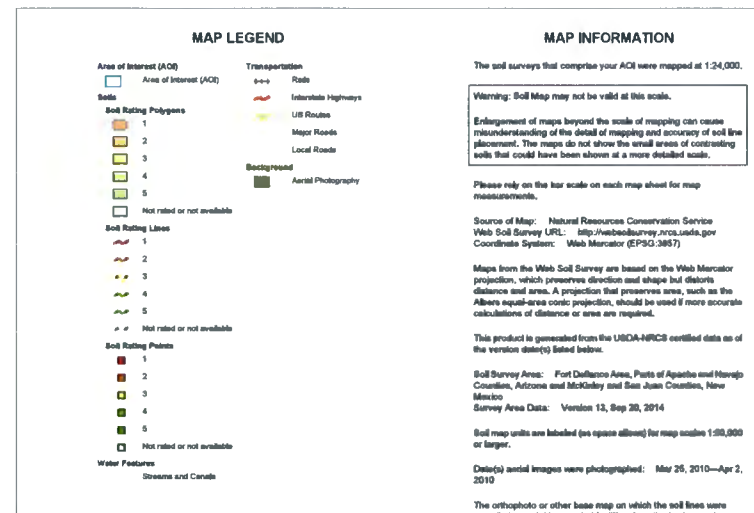 MAP LEGEND
Area of Interest (AOI)
Area of Interest (AOI)
Soils
Soil Rating Polygons
1
2
3
4
5
Not rated or not available
Soil Rating Lines
1
2
3
4
5
Not rated or not available
Soil Rating Points
1
2
3
4
5
Not rated or not available
Water Features
Streams and Canals
Transportation
Rails
Interstate Highways
US Routes
Major Roads
Local Roads
Background
Aerial Photography
MAP INFORMATION
The soil surveys that comprise your AOI were mapped at 1:24,000.
Warning: Soil Map may not be valid at this scale.
Enlargement of maps beyond the scale of mapping can cause
misunderstanding of the detail of mapping and accuracy of soil line
placement. The maps do not show the small areas of contrasting
soils that could have been shown at a more detailed scale.
Please rely on the bar scale on each map sheet for map
measurements.
Source of Map: Natural Resources Conservation Service
Web Soil Survey URL: http://websoilsurvey.nrcs.usda.gov
Coordinate System: Web Mercator (EPSG:3857)
Maps from the Web Soil Survey are based on the Web Mercator
projection, which preserves direction and shape but distorts
distance and area. A projection that preserves area, such as the
Albers equal-area conic projection, should be used if more accurate
calculations of distance or area are required.
This product is generated from the USDA-NRCS certified data as of
the version date(s) listed below.
Soil Survey Area: Fort Defiance Area, Parts of Apache and Navajo
Counties, Arizona and McKinley and San Juan Counties, New
Mexico
Survey Area Data: Version 13, Sep 20, 2014
Soil map units are labeled (as space allows) for map scales 1:50,000
or larger.
Date(s) aerial images were photographed: Mar 25, 2010—Apr 2,
2010
The orthophoto or other base map on which the soil lines were